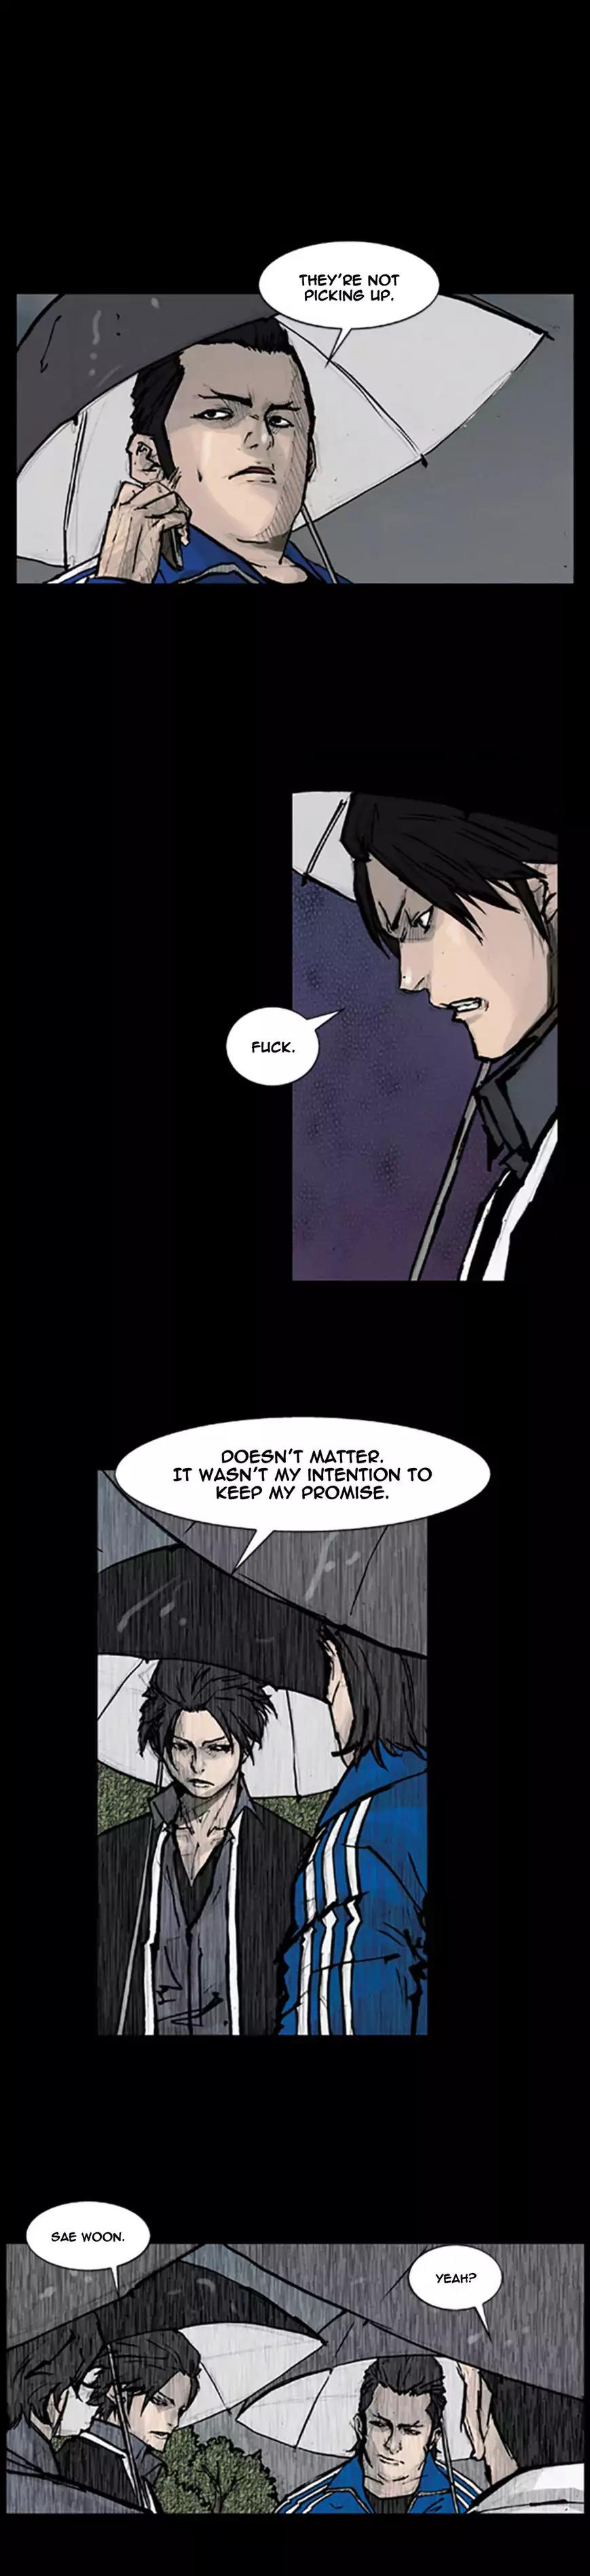 THEY'RE NOT
PICKING UP.
FUCK.
DOESN'T MATTER.
IT WASN'T MY INTENTION TO
KEEP MY PROMISE.
SAE WOON.
YEAH?